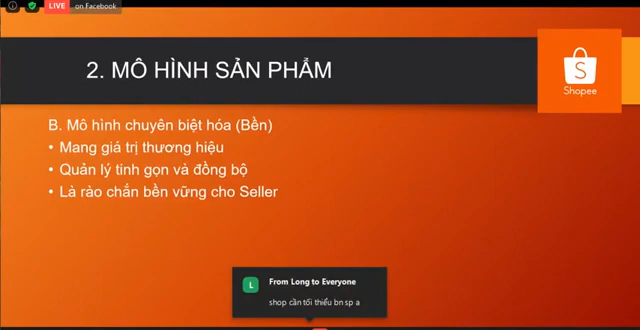 LIVE on Facebook
2. MÔ HÌNH SẢN PHẨM
S
Shopee
B. Mô hình chuyên biệt hóa (Bền)
• Mang giá trị thương hiệu
• Quản lý tinh gọn và đồng bộ
• Là rào chắn bền vững cho Seller
L
From Long to Everyone
shop cần tối thiểu bn sp a